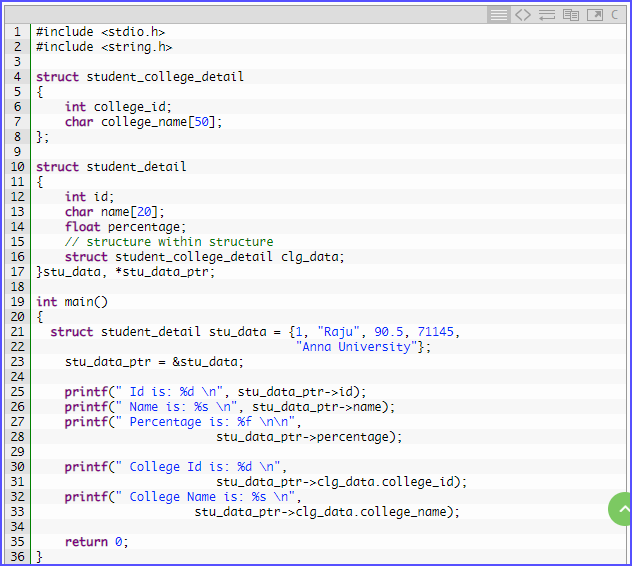 C
1 #include <stdio.h>
2 #include <string.h>
3
4 struct student_college_detail
5 {
6     int college_id;
7     char college_name[50];
8 };
9
10 struct student_detail
11 {
12     int id;
13     char name[20];
14     float percentage;
15     // structure within structure
16     struct student_college_detail clg_data;
17 }stu_data, *stu_data_ptr;
18
19 int main()
20 {
21   struct student_detail stu_data = {1, "Raju", 90.5, 71145,
22                                     "Anna University"};
23     stu_data_ptr = &stu_data;
24
25     printf(" Id is: %d \n", stu_data_ptr->id);
26     printf(" Name is: %s \n", stu_data_ptr->name);
27     printf(" Percentage is: %f \n\n",
28                          stu_data_ptr->percentage);
29
30     printf(" College Id is: %d \n",
31                          stu_data_ptr->clg_data.college_id);
32     printf(" College Name is: %s \n",
33                       stu_data_ptr->clg_data.college_name);
34
35     return 0;
36 }